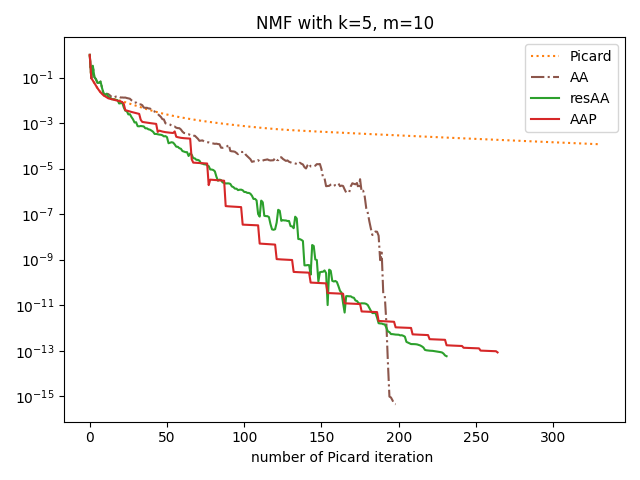 NMF with k=5, m=10
10⁻¹
10⁻³
10⁻⁵
10⁻⁷
10⁻⁹
10⁻¹¹
10⁻¹³
10⁻¹⁵
Picard
AA
resAA
AAP
0 50 100 150 200 250 300
number of Picard iteration